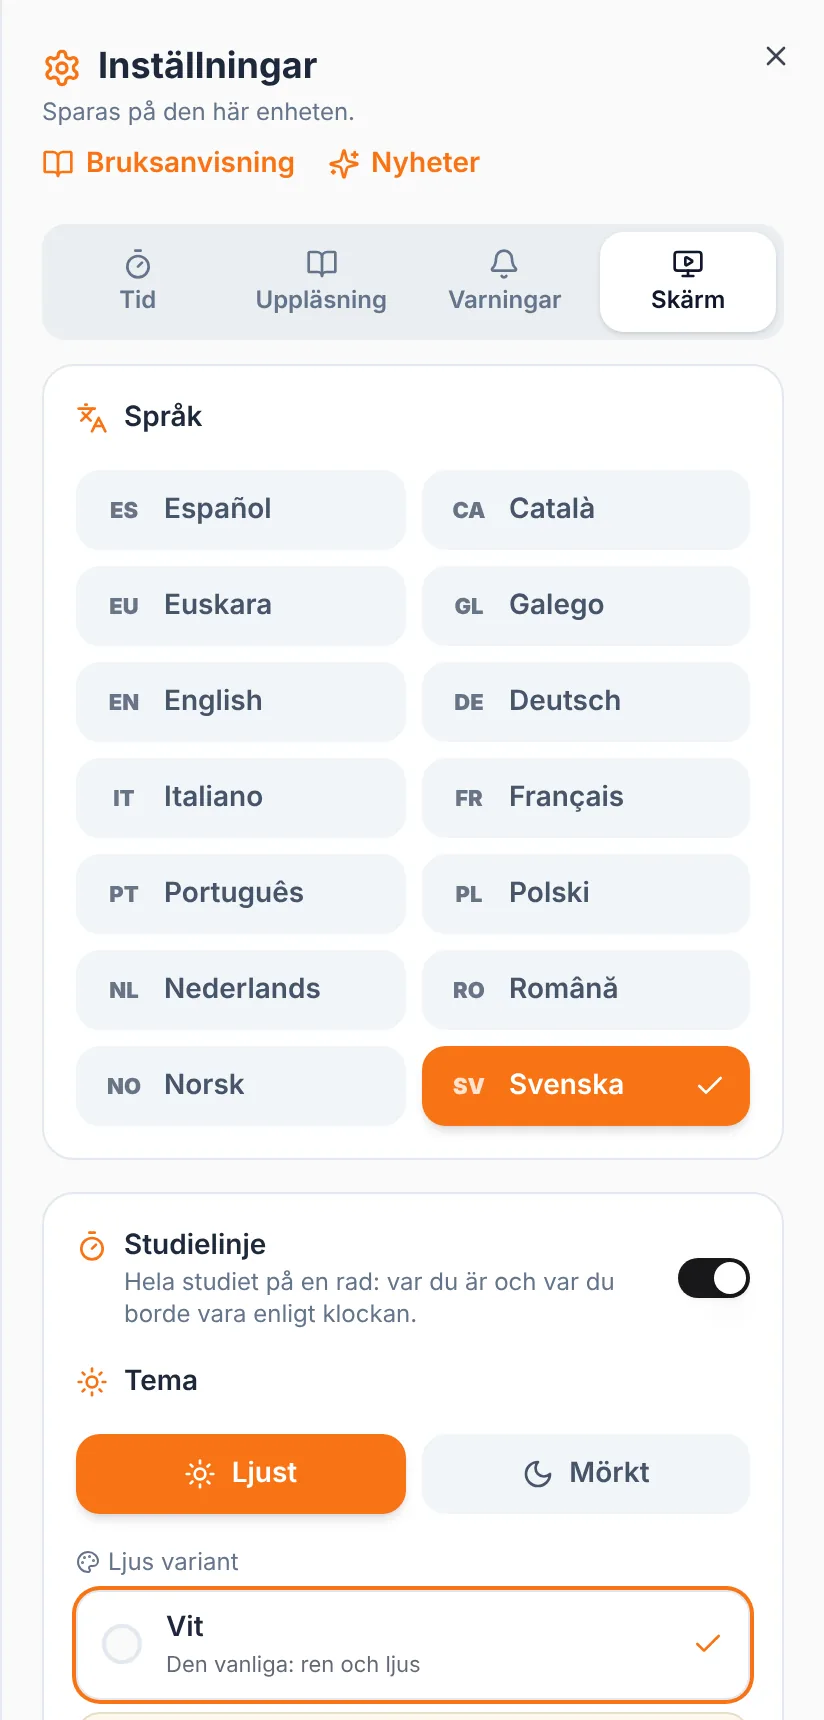 Inställningar
Sparas på den här enheten.
Bruksanvisning Nyheter
Tid Uppläsning Varningar Skärm
Språk
ES Español CA Català
EU Euskara GL Galego
EN English DE Deutsch
IT Italiano FR Français
PT Português PL Polski
NL Nederlands RO Română
NO Norsk SV Svenska
Studielinje
Hela studiet på en rad: var du är och var du
borde vara enligt klockan.
Tema
Ljust Mörkt
Ljus variant
Vit
Den vanliga: ren och ljus